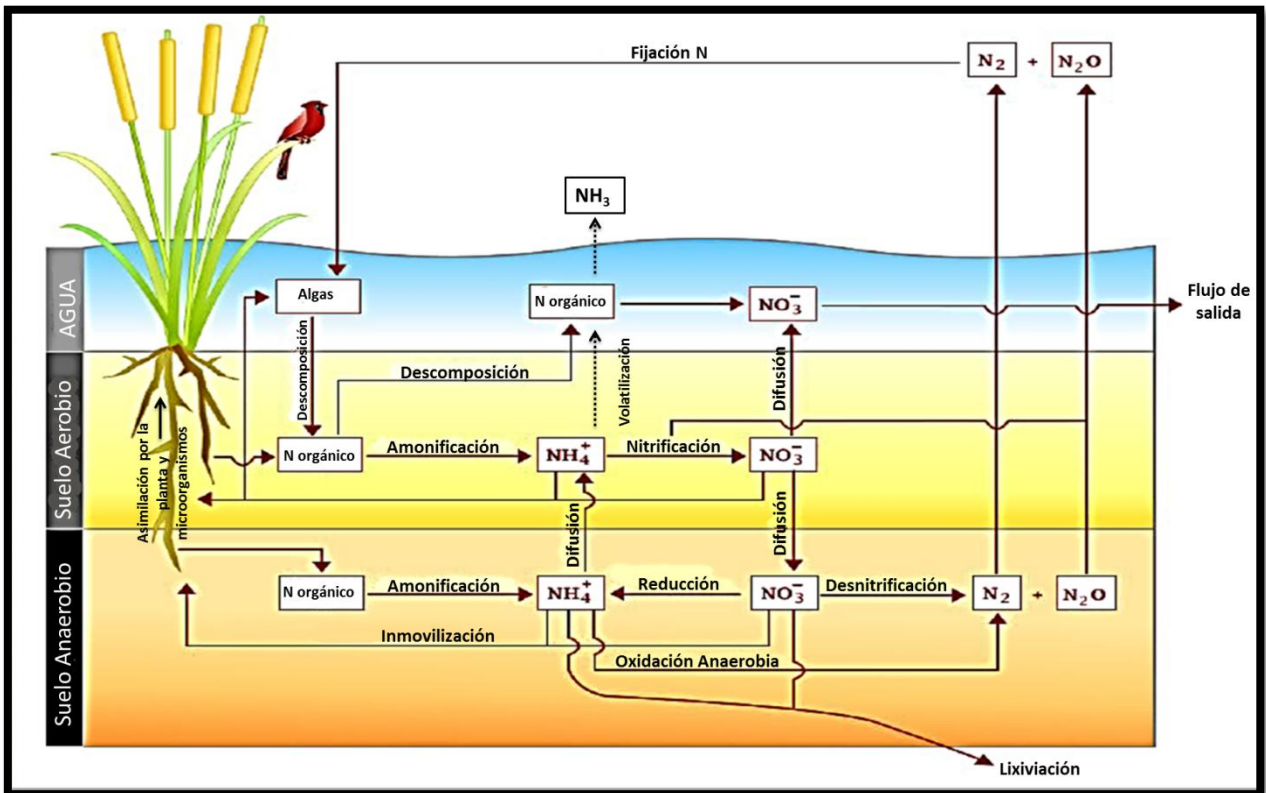 Fijación N
N₂ + N₂O
NH₃
AGUA
Algas
N orgánico
NO₃⁻
Flujo de
salida
Descomposición
Descomposición
Volatilización
Difusión
Suelo Aerobio
Asimilación por la
planta y
microorganismos
N orgánico
Amonificación
NH₄⁺
Nitrificación
NO₃⁻
Difusión
Difusión
Suelo Anaerobio
N orgánico
Amonificación
NH₄⁺
Reducción
NO₃⁻
Desnitrificación
N₂ + N₂O
Inmovilización
Oxidación Anaerobia
Lixiviación